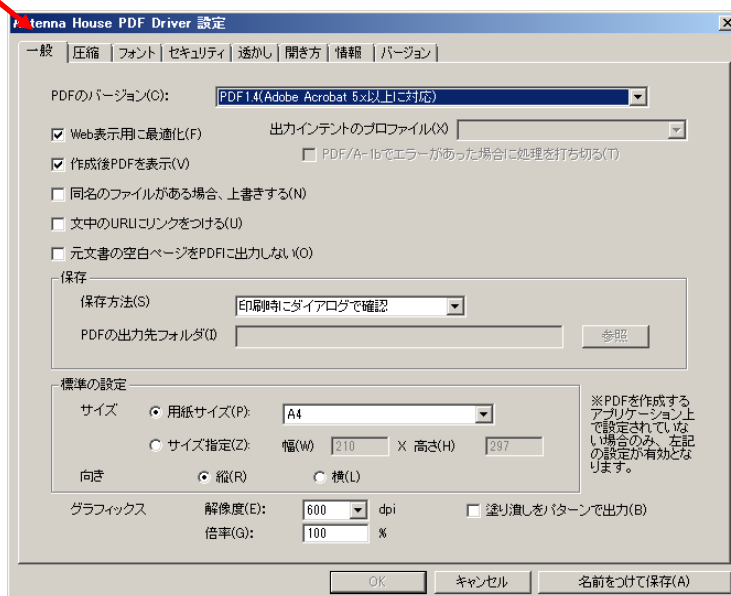 Antenna House PDF Driver 設定
一般 圧縮 フォント セキュリティ 透かし 開き方 情報 バージョン
PDFのバージョン(C): PDF1.4(Adobe Acrobat 5.x以上に対応)
Web表示用に最適化(F) 出力インテントのプロファイル(X)
作成後PDFを表示(V) PDF/A-1bでエラーがあった場合に処理を打ち切る(T)
同名のファイルがある場合、上書きする(N)
文中のURLにリンクをつける(U)
元文書の空白ページをPDFに出力しない(O)
保存
保存方法(S) 印刷時にダイアログで確認
PDFの出力先フォルダ(I) 参照
標準の設定
サイズ 用紙サイズ(P): A4
サイズ指定(Z): 幅(W) 210 X 高さ(H) 297
向き 縦(R) 横(L)
※PDFを作成する
アプリケーション上
で設定されていな
い場合のみ、左記
の設定が有効とな
ります。
グラフィックス 解像度(E): 600 dpi 塗り潰しをパターンで出力(B)
倍率(G): 100 %
OK キャンセル 名前をつけて保存(A)